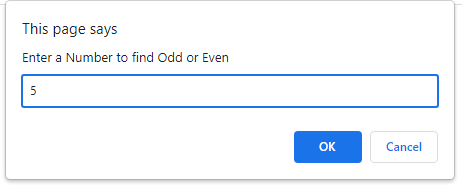 This page says
Enter a Number to find Odd or Even
5
OK
Cancel